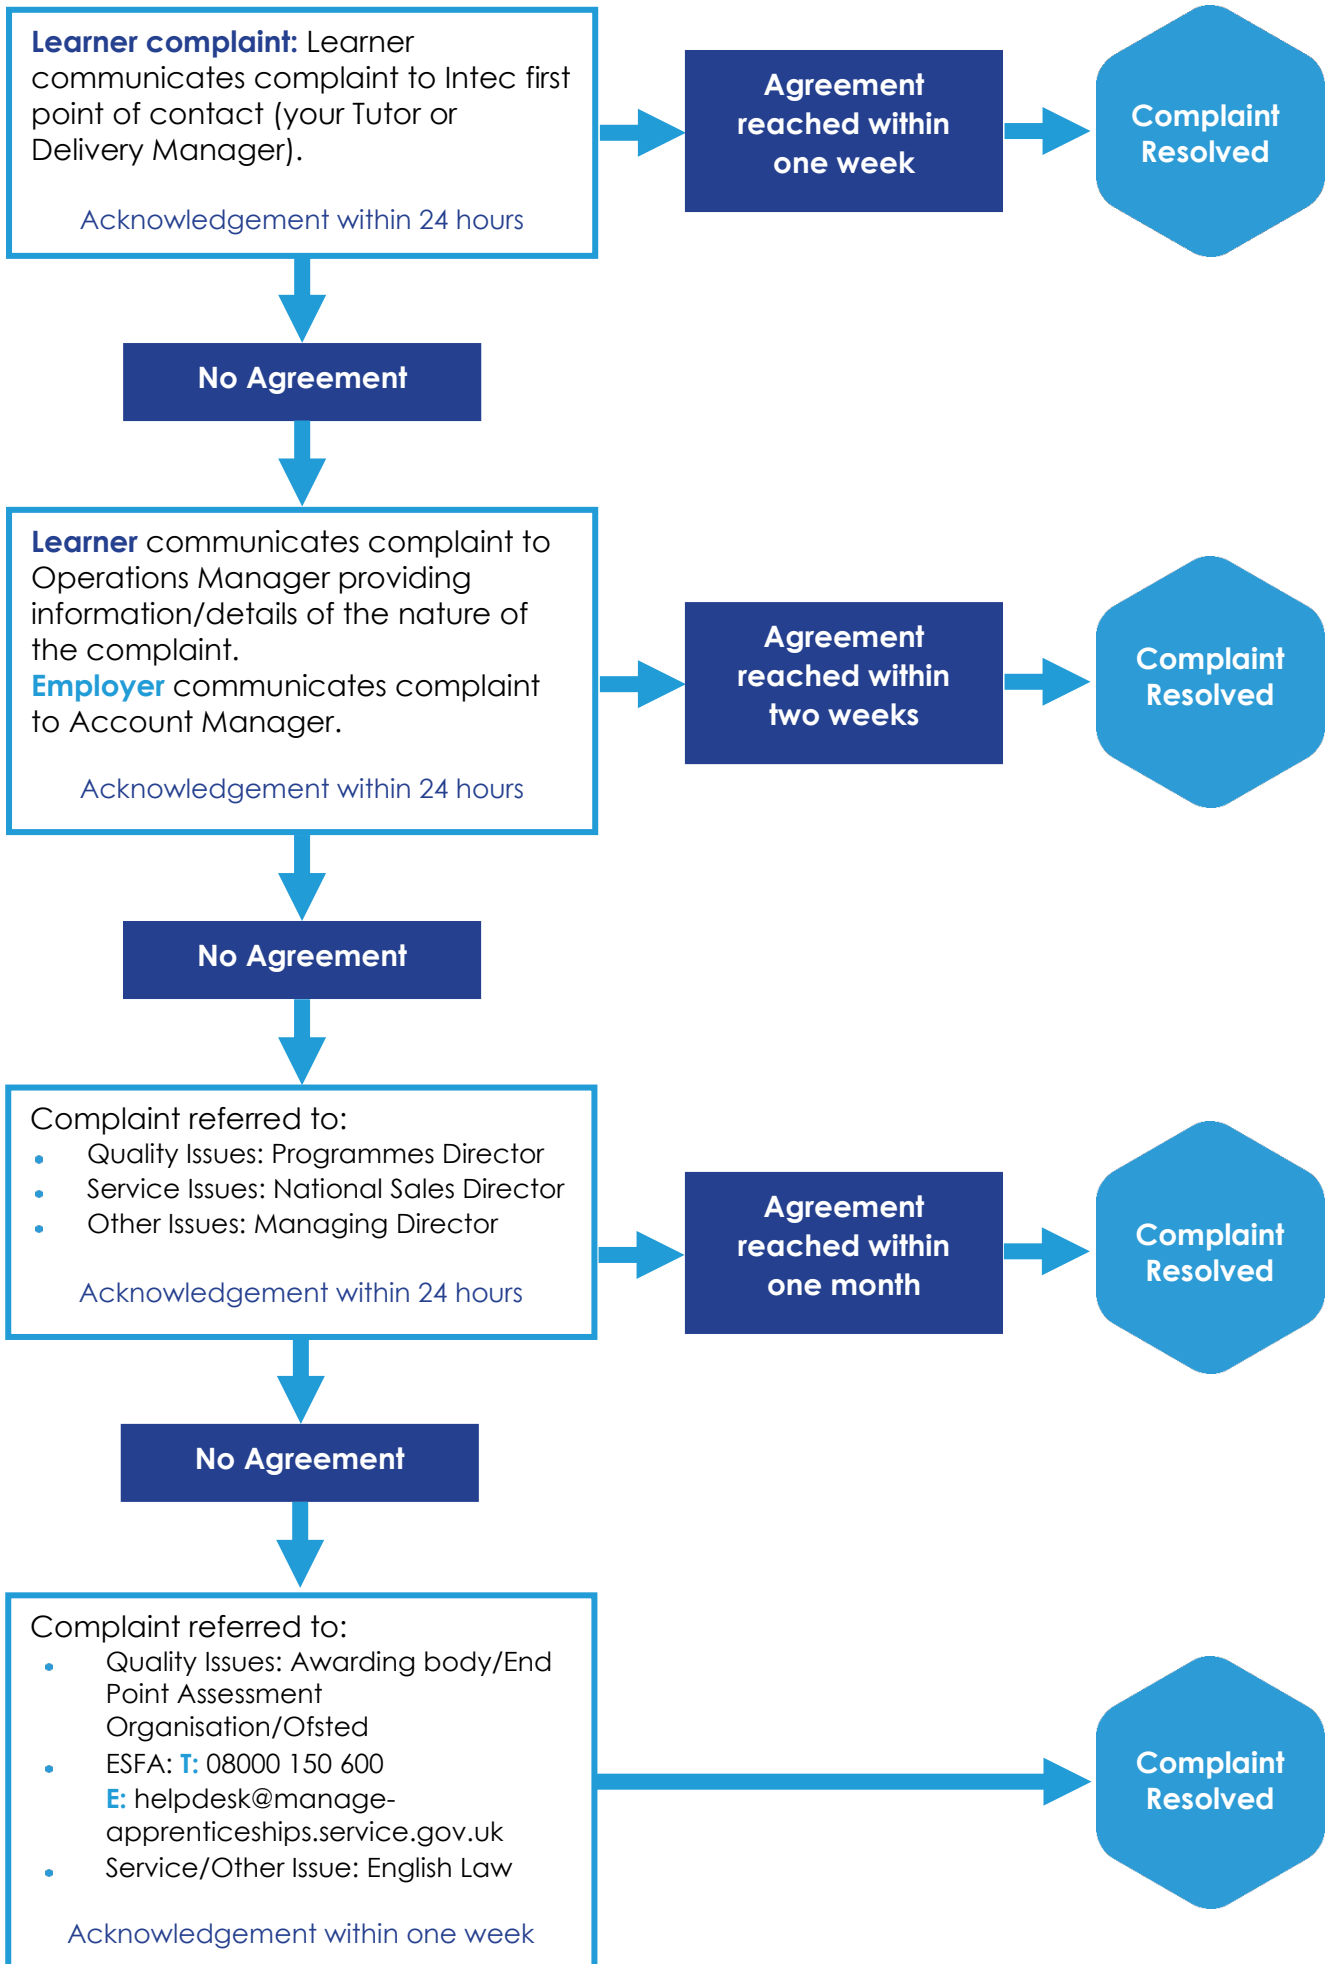 Learner complaint: Learner
communicates complaint to Intec first
point of contact (your Tutor or
Delivery Manager).
Acknowledgement within 24 hours
Agreement
reached within
one week
Complaint
Resolved
No Agreement
Learner communicates complaint to
Operations Manager providing
information/details of the nature of
the complaint.
Employer communicates complaint
to Account Manager.
Acknowledgement within 24 hours
Agreement
reached within
two weeks
Complaint
Resolved
No Agreement
Complaint referred to:
Quality Issues: Programmes Director
Service Issues: National Sales Director
Other Issues: Managing Director
Acknowledgement within 24 hours
Agreement
reached within
one month
Complaint
Resolved
No Agreement
Complaint referred to:
Quality Issues: Awarding body/End
Point Assessment
Organisation/Ofsted
ESFA: T: 08000 150 600
E: helpdesk@manage-
apprenticeships.service.gov.uk
Service/Other Issue: English Law
Acknowledgement within one week
Complaint
Resolved